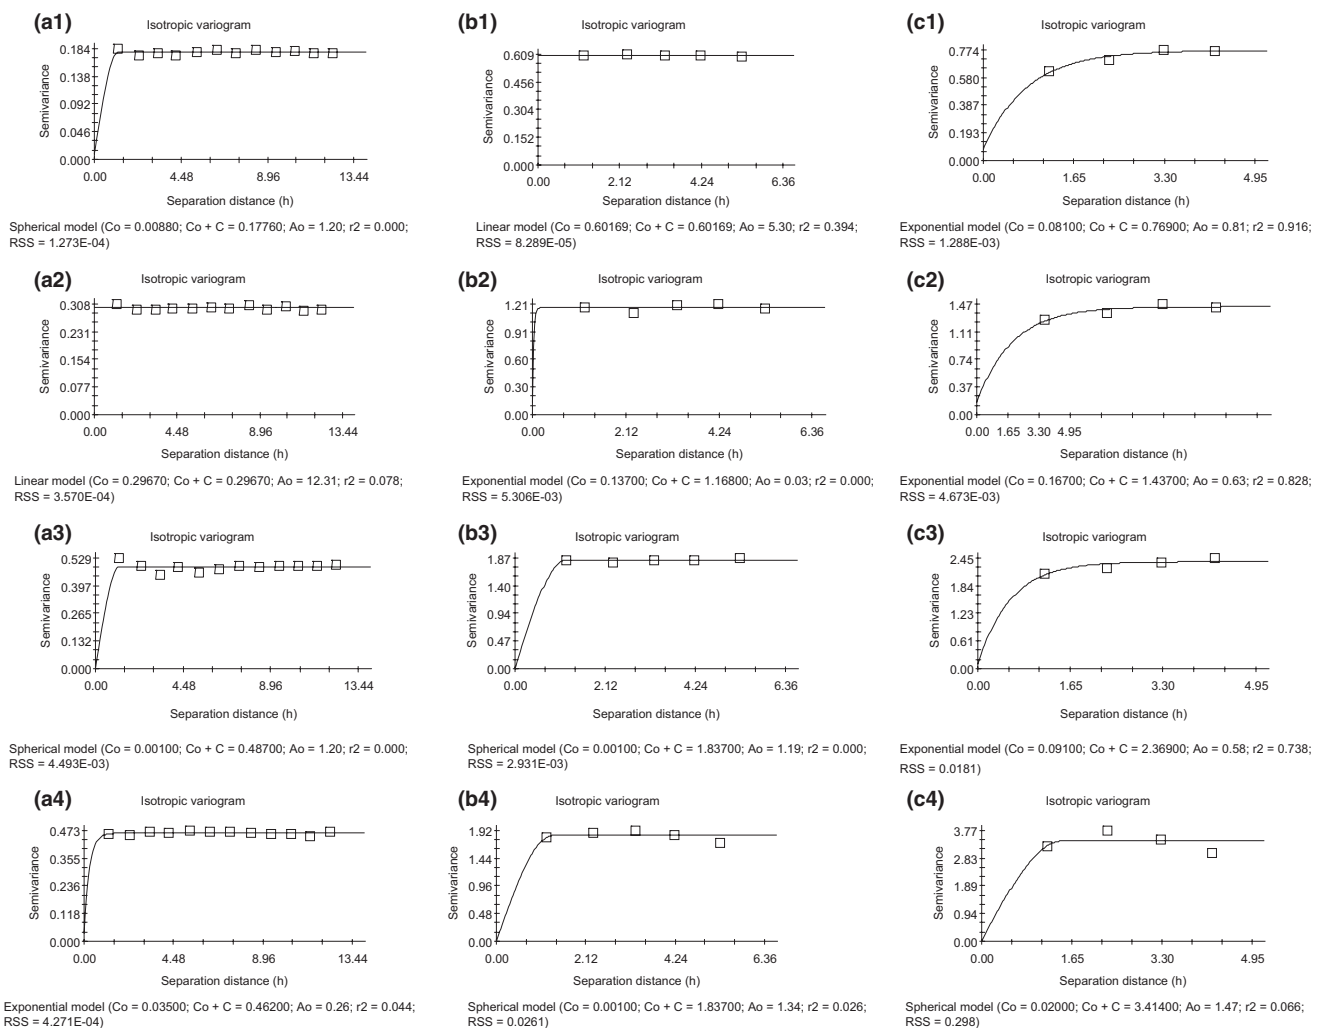 (a1)
Isotropic variogram
0.184
0.138
0.092
0.046
0.000
Semivariance
0.00 4.48 8.96 13.44
Separation distance (h)
Spherical model (Co = 0.00880; Co + C = 0.17760; Ao = 1.20; r2 = 0.000;
RSS = 1.273E-04)
(b1)
Isotropic variogram
0.609
0.456
0.304
0.152
0.000
Semivariance
0.00 2.12 4.24 6.36
Separation distance (h)
Linear model (Co = 0.60169; Co + C = 0.60169; Ao = 5.30; r2 = 0.394;
RSS = 8.289E-05)
(c1)
Isotropic variogram
0.774
0.580
0.387
0.193
0.000
Semivariance
0.00 1.65 3.30 4.95
Separation distance (h)
Exponential model (Co = 0.08100; Co + C = 0.76900; Ao = 0.81; r2 = 0.916;
RSS = 1.288E-03)
(a2)
Isotropic variogram
0.308
0.231
0.154
0.077
0.000
Semivariance
0.00 4.48 8.96 13.44
Separation distance (h)
Linear model (Co = 0.29670; Co + C = 0.29670; Ao = 12.31; r2 = 0.078;
RSS = 3.570E-04)
(b2)
Isotropic variogram
1.21
0.91
0.60
0.30
0.00
Semivariance
0.00 2.12 4.24 6.36
Separation distance (h)
Exponential model (Co = 0.13700; Co + C = 1.16800; Ao = 0.03; r2 = 0.000;
RSS = 5.306E-03)
(c2)
Isotropic variogram
1.47
1.11
0.74
0.37
0.00
Semivariance
0.00 1.65 3.30 4.95
Separation distance (h)
Exponential model (Co = 0.16700; Co + C = 1.43700; Ao = 0.63; r2 = 0.828;
RSS = 4.673E-03)
(a3)
Isotropic variogram
0.529
0.397
0.265
0.132
0.000
Semivariance
0.00 4.48 8.96 13.44
Separation distance (h)
Spherical model (Co = 0.00100; Co + C = 0.48700; Ao = 1.20; r2 = 0.000;
RSS = 4.493E-03)
(b3)
Isotropic variogram
1.87
1.40
0.94
0.47
0.00
Semivariance
0.00 2.12 4.24 6.36
Separation distance (h)
Spherical model (Co = 0.00100; Co + C = 1.83700; Ao = 1.19; r2 = 0.000;
RSS = 2.931E-03)
(c3)
Isotropic variogram
2.45
1.84
1.23
0.61
0.00
Semivariance
0.00 1.65 3.30 4.95
Separation distance (h)
Exponential model (Co = 0.09100; Co + C = 2.36900; Ao = 0.58; r2 = 0.738;
RSS = 0.0181)
(a4)
Isotropic variogram
0.473
0.355
0.236
0.118
0.000
Semivariance
0.00 4.48 8.96 13.44
Separation distance (h)
Exponential model (Co = 0.03500; Co + C = 0.46200; Ao = 0.26; r2 = 0.044;
RSS = 4.271E-04)
(b4)
Isotropic variogram
1.92
1.44
0.96
0.48
0.00
Semivariance
0.00 2.12 4.24 6.36
Separation distance (h)
Spherical model (Co = 0.00100; Co + C = 1.83700; Ao = 1.34; r2 = 0.026;
RSS = 0.0261)
(c4)
Isotropic variogram
3.77
2.83
1.89
0.94
0.00
Semivariance
0.00 1.65 3.30 4.95
Separation distance (h)
Spherical model (Co = 0.02000; Co + C = 3.41400; Ao = 1.47; r2 = 0.066;
RSS = 0.298)